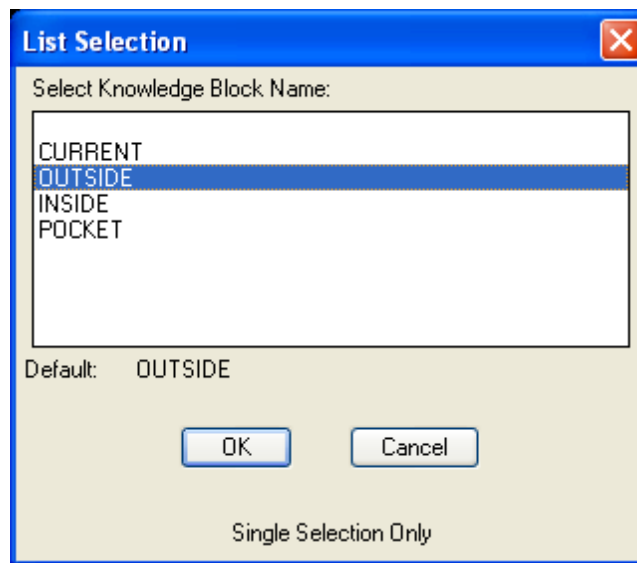 List Selection
Select Knowledge Block Name:
CURRENT
OUTSIDE
INSIDE
POCKET
Default: OUTSIDE
OK Cancel
Single Selection Only